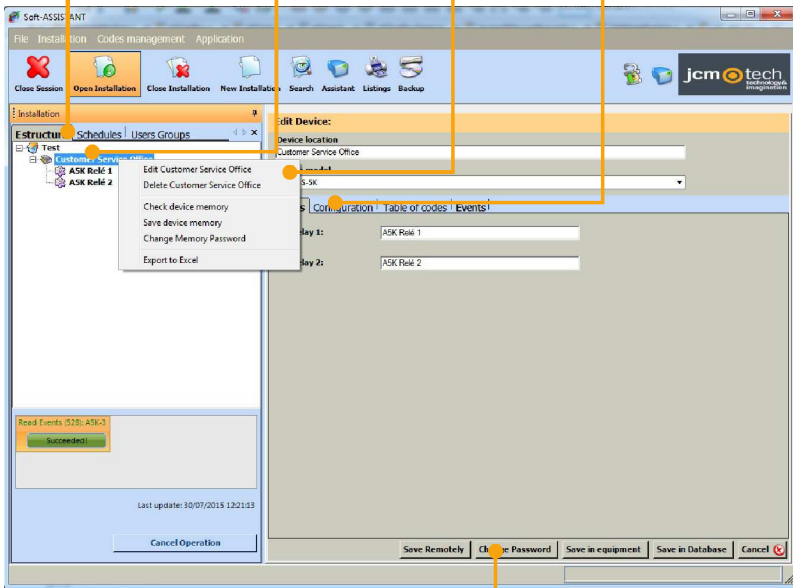 Soft-ASSISTANT
File Installation Codes management Application
Close Session Open Installation Close Installation New Installation Search Assistant Listings Backup
jcm tech
technology&
imagination
Installation
Estructura Schedules Users Groups
Test
Customer Service Office
A5K Relé 1
A5K Relé 2
Edit Customer Service Office
Delete Customer Service Office
Check device memory
Save device memory
Change Memory Password
Export to Excel
Edit Device:
Device location
Customer Service Office
model
S-5K
Configuration Table of codes Events
lay 1: A5K Relé 1
lay 2: A5K Relé 2
Read Events (528): A5K-3
Succeeded!
Last update: 30/07/2015 12:21:13
Cancel Operation
Save Remotely Change Password Save in equipment Save in Database Cancel